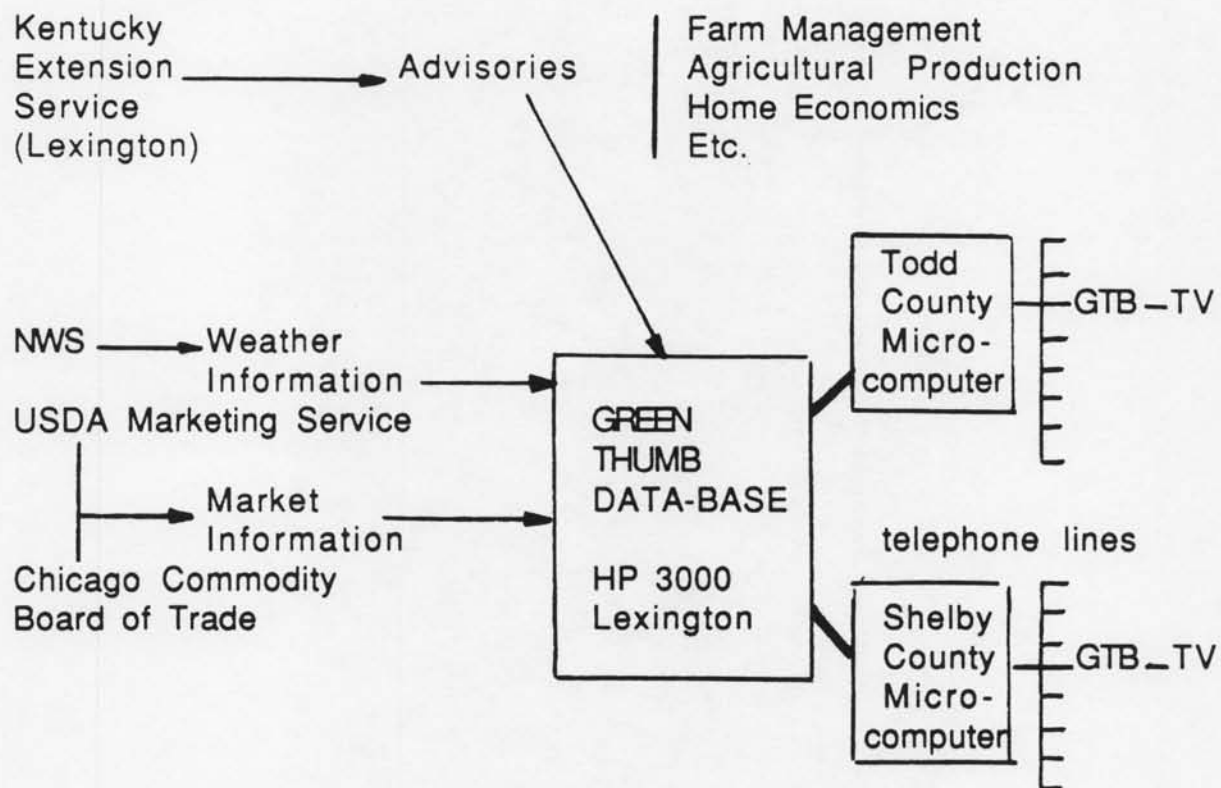 Kentucky
Extension
Service
(Lexington)
Advisories
Farm Management
Agricultural Production
Home Economics
Etc.
NWS
Weather
Information
USDA Marketing Service
Market
Information
Chicago Commodity
Board of Trade
GREEN
THUMB
DATA-BASE
HP 3000
Lexington
Todd
County
Micro-
computer
GTB–TV
telephone lines
Shelby
County
Micro-
computer
GTB–TV